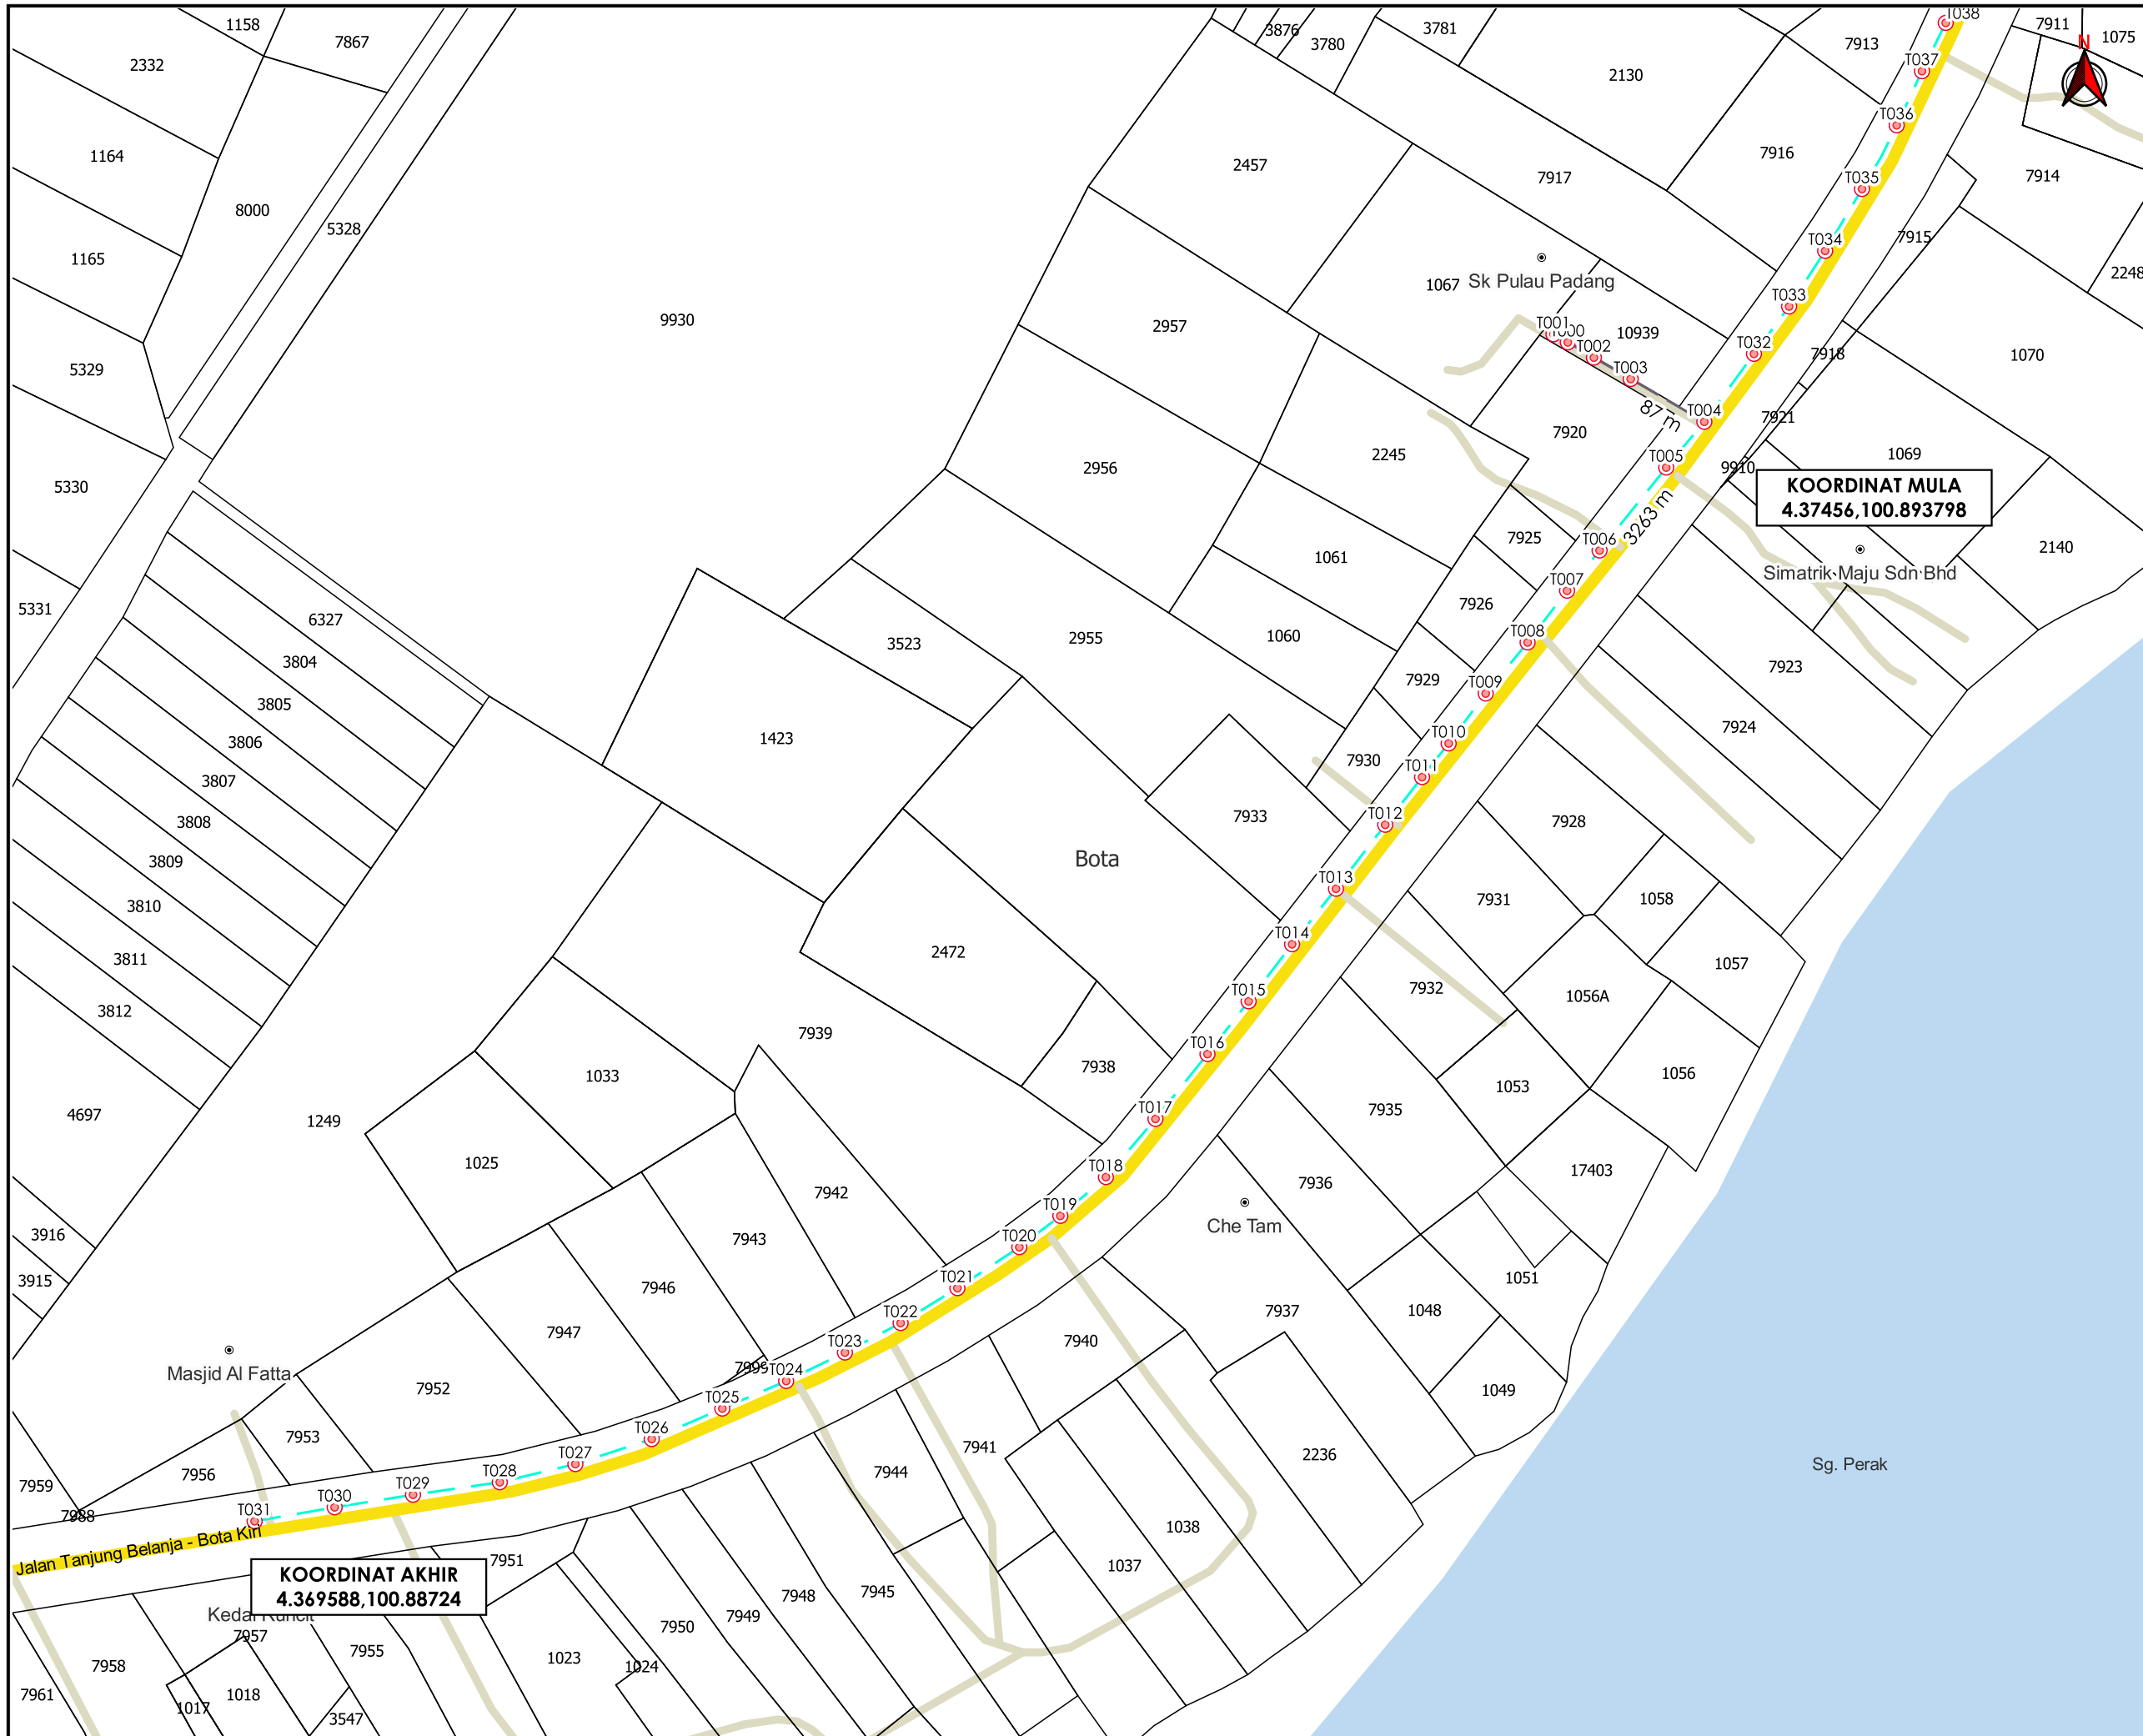 1158
7867
2332
3876
3780
3781
7913
T038
7911
1075
N
T037
2130
T036
1164
2457
7917
7916
T035
7914
8000
5328
7915
1165
T034
2248
Sk Pulau Padang
1067
T033
9930
2957
T001
T000
10939
T002
T032
7918
1070
5329
T003
87 m
T004
7921
7920
2956
2245
T005
9910
1069
5330
KOORDINAT MULA
4.37456,100.893798
3263 m
T006
7925
1061
2140
Simatrik Maju Sdn Bhd
T007
5331
6327
7926
3523
2955
1060
T008
3804
7923
7929
T009
3805
7924
3806
1423
T010
7930
T011
3807
7933
T012
7928
3808
3809
Bota
T013
7931
1058
3810
T014
3811
2472
1057
T015
7932
1056A
3812
7939
T016
7938
1033
1053
1056
4697
1249
7935
T017
1025
T018
17403
7936
7942
T019
Che Tam
3916
7943
T020
3915
7946
T021
1051
7937
1048
T022
7947
7940
T023
7999
T024
Masjid Al Fatta
7952
1049
T025
T026
7953
7941
2236
T027
7956
7944
Sg. Perak
7959
T028
T029
T030
7988
T031
1038
Jalan Tanjung Belanja - Bota Kiri
7951
1037
KOORDINAT AKHIR
4.369588,100.88724
7945
7948
Kedai Runcit
7949
7950
7957
7955
1023
7958
1024
7961
1017
1018
3547